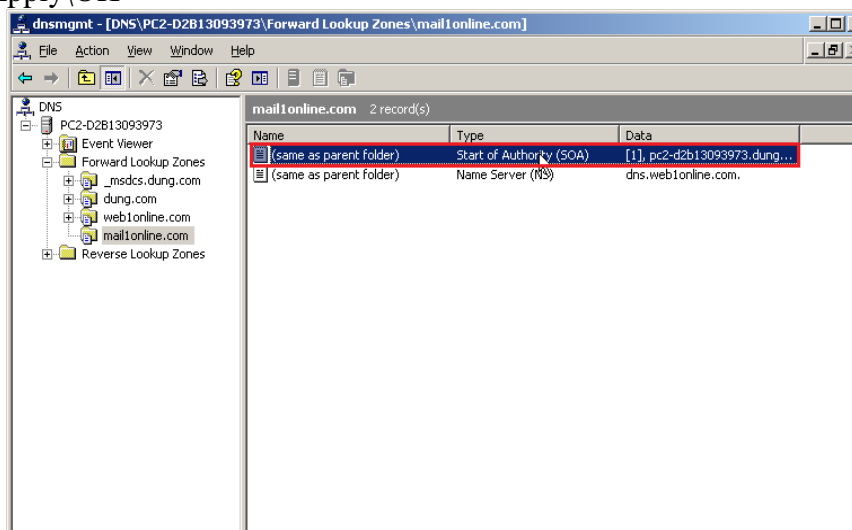 dnsmgmt - [DNS\PC2-D2B13093973\Forward Lookup Zones\mail1online.com]
File Action View Window Help
DNS
PC2-D2B13093973
Event Viewer
Forward Lookup Zones
_msdcs.dung.com
dung.com
web1online.com
mail1online.com
Reverse Lookup Zones
mail1online.com 2 record(s)
Name Type Data
(same as parent folder) Start of Authority (SOA) [1], pc2-d2b13093973.dung...
(same as parent folder) Name Server (NS) dns.web1online.com.